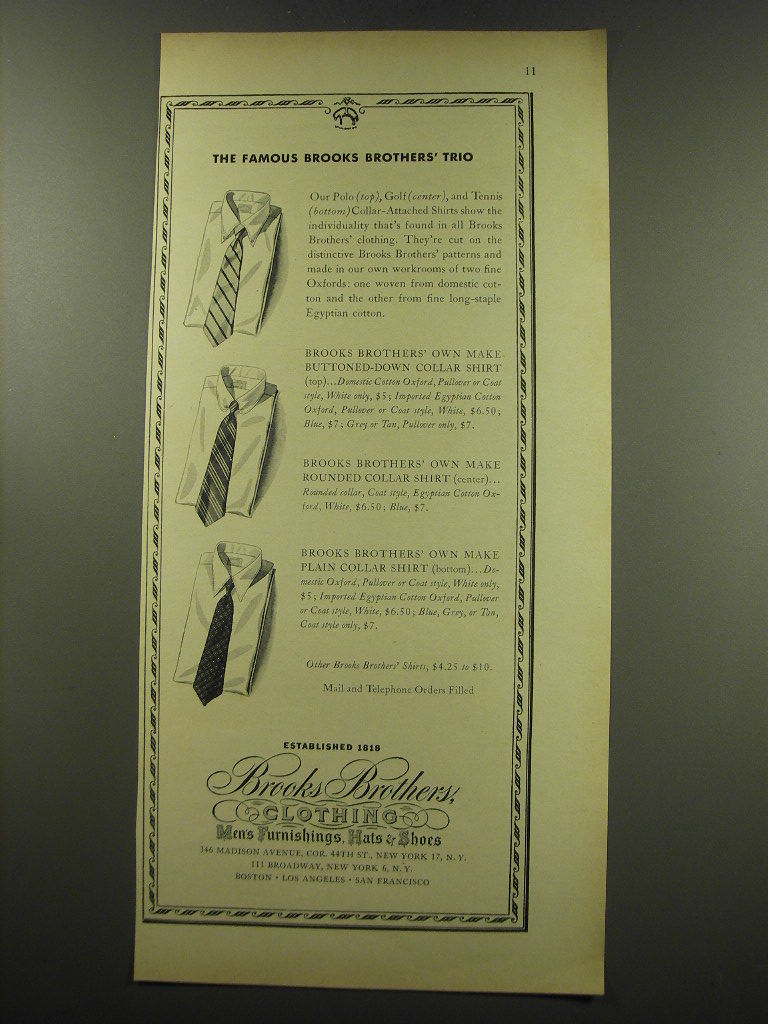 11
THE FAMOUS BROOKS BROTHERS' TRIO
Our Polo (top), Golf (center), and Tennis
(bottom) Collar-Attached Shirts show the
individuality that's found in all Brooks
Brothers' clothing. They're cut on the
distinctive Brooks Brothers' patterns and
made in our own workrooms of two fine
Oxfords: one woven from domestic cot-
ton and the other from fine long-staple
Egyptian cotton.
BROOKS BROTHERS' OWN MAKE
BUTTONED-DOWN COLLAR SHIRT
(top)...Domestic Cotton Oxford, Pullover or Coat
style, White only, $5; Imported Egyptian Cotton
Oxford, Pullover or Coat style, White, $6.50;
Blue, $7; Grey or Tan, Pullover only, $7.
BROOKS BROTHERS' OWN MAKE
ROUNDED COLLAR SHIRT (center)...
Rounded collar, Coat style, Egyptian Cotton Ox-
ford, White, $6.50; Blue, $7.
BROOKS BROTHERS' OWN MAKE
PLAIN COLLAR SHIRT (bottom)...Do-
mestic Oxford, Pullover or Coat style, White only,
$5; Imported Egyptian Cotton Oxford, Pullover
or Coat style, White, $6.50; Blue, Grey, or Tan,
Coat style only, $7.
Other Brooks Brothers' Shirts, $4.25 to $10.
Mail and Telephone Orders Filled
ESTABLISHED 1818
Brooks Brothers,
CLOTHING
Men's Furnishings, Hats & Shoes
346 MADISON AVENUE, COR. 44TH ST., NEW YORK 17, N. Y.
111 BROADWAY, NEW YORK 6, N. Y.
BOSTON • LOS ANGELES • SAN FRANCISCO